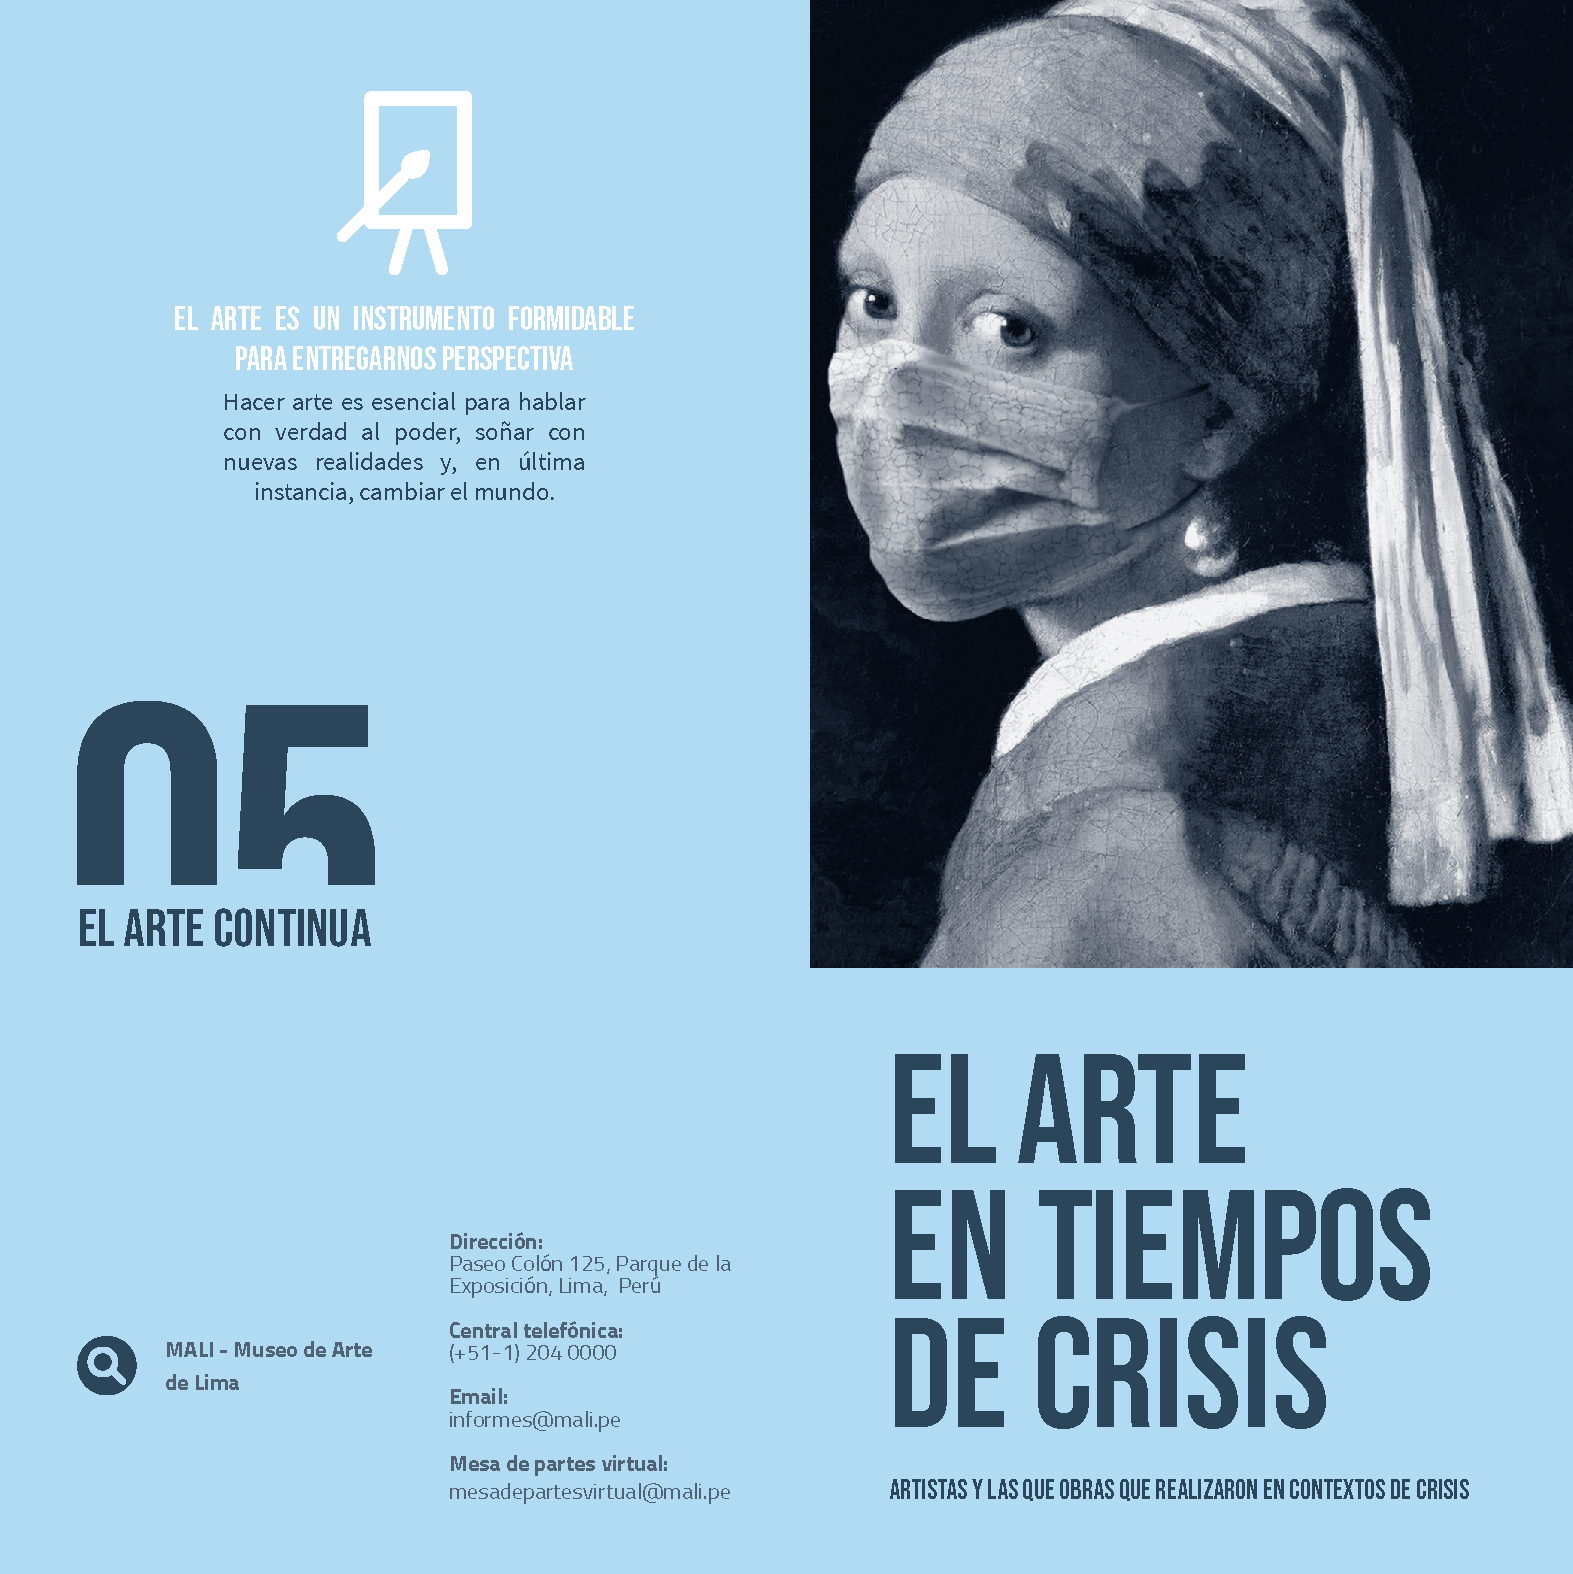 EL ARTE ES UN INSTRUMENTO FORMIDABLE
PARA ENTREGARNOS PERSPECTIVA
Hacer arte es esencial para hablar
con verdad al poder, soñar con
nuevas realidades y, en última
instancia, cambiar el mundo.
05
EL ARTE CONTINUA
MALI - Museo de Arte
de Lima
Dirección:
Paseo Colón 125, Parque de la
Exposición, Lima, Perú
Central telefónica:
(+51-1) 204 0000
Email:
informes@mali.pe
Mesa de partes virtual:
mesadepartesvirtual@mali.pe
EL ARTE
EN TIEMPOS
DE CRISIS
ARTISTAS Y LAS QUE OBRAS QUE REALIZARON EN CONTEXTOS DE CRISIS